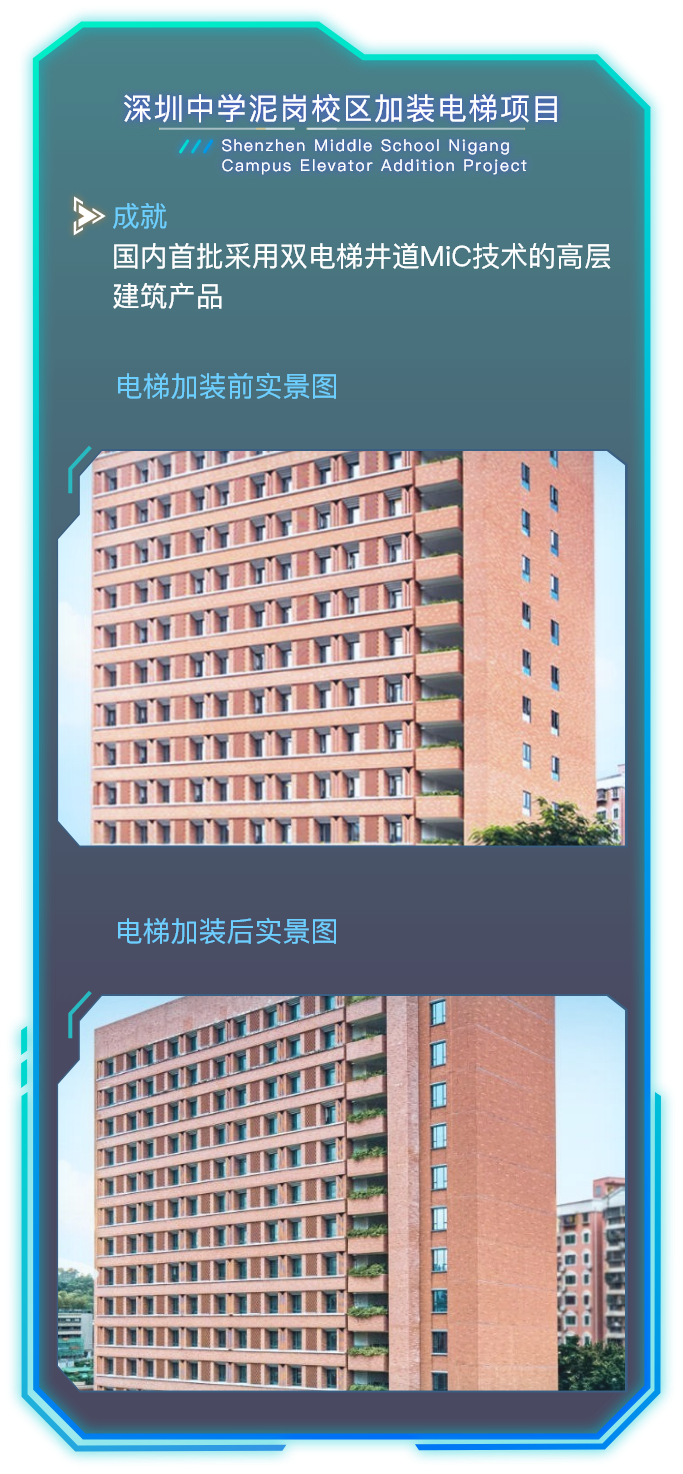 深圳中学泥岗校区加装电梯项目
Shenzhen Middle School Nigang
Campus Elevator Addition Project
成就
国内首批采用双电梯井道MiC技术的高层
建筑产品
电梯加装前实景图
电梯加装后实景图